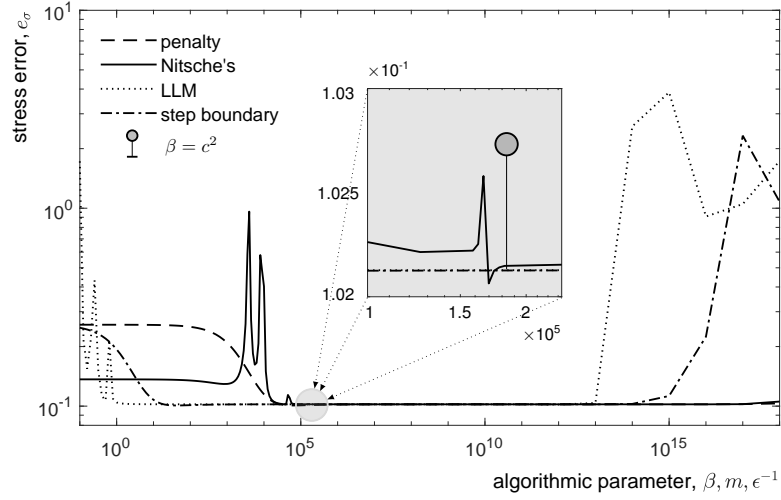 stress error, e_σ
10^1
10^0
10^-1
penalty
Nitsche's
LLM
step boundary
β = c^2
×10^-1
1.03
1.025
1.02
1
1.5
2
×10^5
10^0
10^5
10^10
10^15
algorithmic parameter, β, m, ϵ^-1